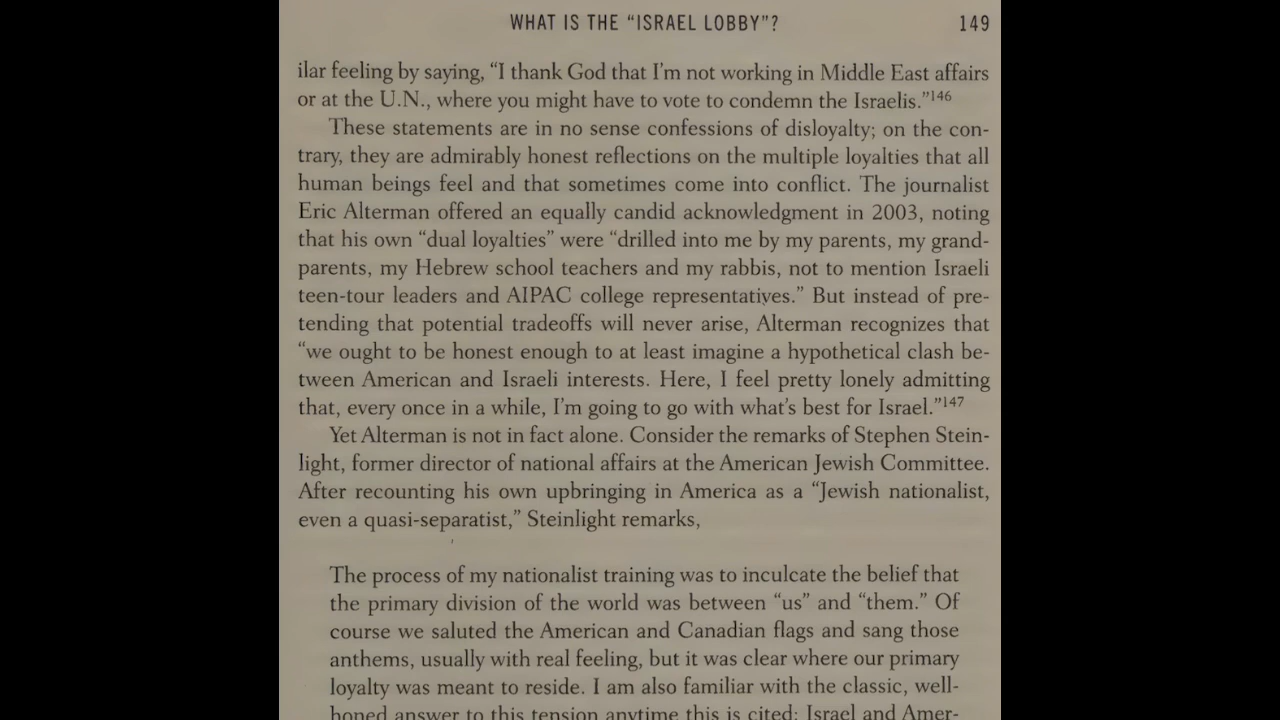 WHAT IS THE “ISRAEL LOBBY”? 149
ilar feeling by saying, “I thank God that I’m not working in Middle East affairs
or at the U.N., where you might have to vote to condemn the Israelis.”146
These statements are in no sense confessions of disloyalty; on the con-
trary, they are admirably honest reflections on the multiple loyalties that all
human beings feel and that sometimes come into conflict. The journalist
Eric Alterman offered an equally candid acknowledgment in 2003, noting
that his own “dual loyalties” were “drilled into me by my parents, my grand-
parents, my Hebrew school teachers and my rabbis, not to mention Israeli
teen-tour leaders and AIPAC college representatives.” But instead of pre-
tending that potential tradeoffs will never arise, Alterman recognizes that
“we ought to be honest enough to at least imagine a hypothetical clash be-
tween American and Israeli interests. Here, I feel pretty lonely admitting
that, every once in a while, I’m going to go with what’s best for Israel.”147
Yet Alterman is not in fact alone. Consider the remarks of Stephen Stein-
light, former director of national affairs at the American Jewish Committee.
After recounting his own upbringing in America as a “Jewish nationalist,
even a quasi-separatist,” Steinlight remarks,
The process of my nationalist training was to inculcate the belief that
the primary division of the world was between “us” and “them.” Of
course we saluted the American and Canadian flags and sang those
anthems, usually with real feeling, but it was clear where our primary
loyalty was meant to reside. I am also familiar with the classic, well-
honed answer to this tension anytime this is cited: Israel and Amer-